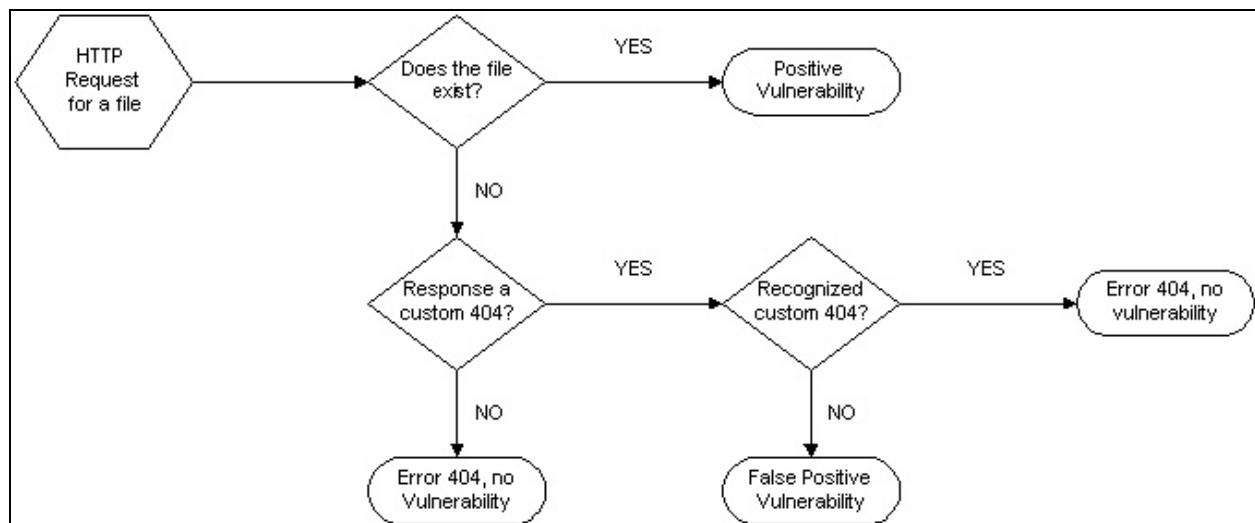 HTTP
Request
for a file
Does the file
exist?
YES
Positive
Vulnerability
NO
Response a
custom 404?
YES
Recognized
custom 404?
YES
Error 404, no
vulnerability
NO
NO
Error 404, no
Vulnerability
False Positive
Vulnerability